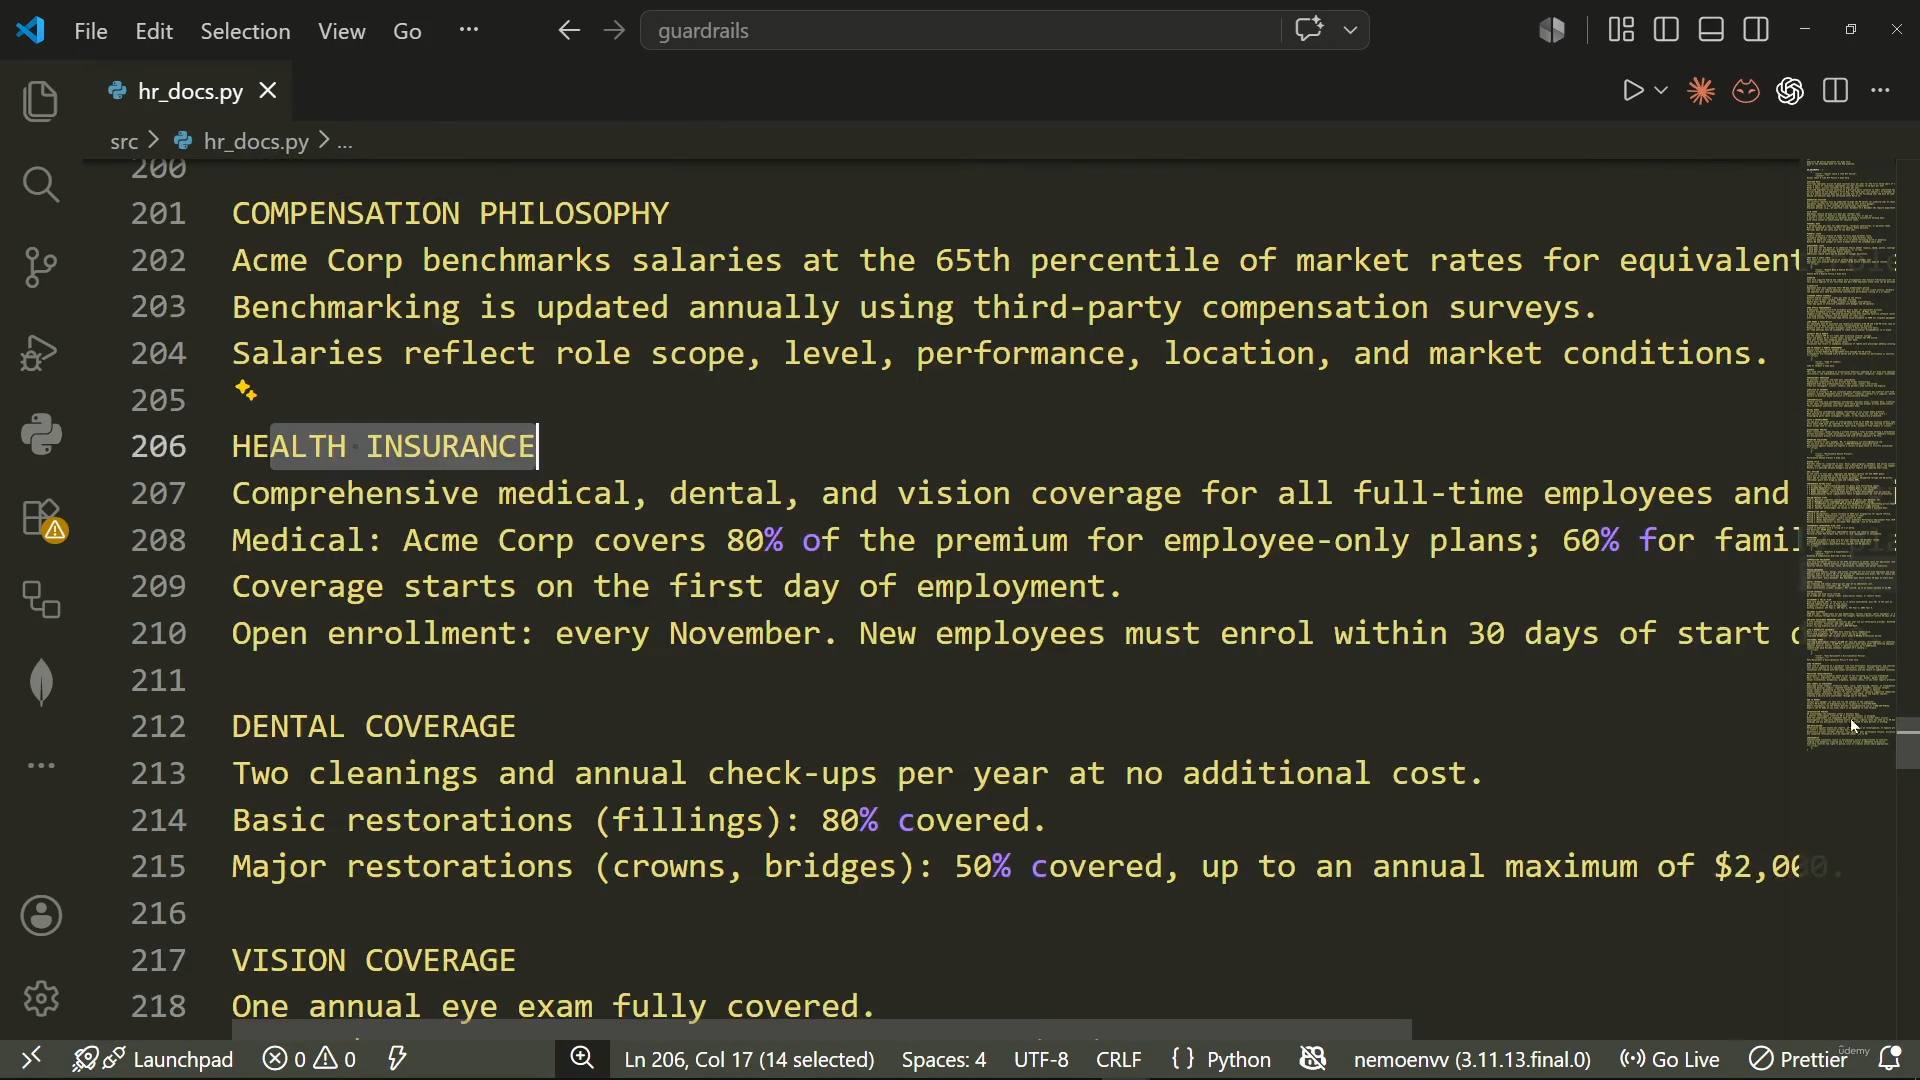 File Edit Selection View Go ...
guardrails
hr_docs.py
src > hr_docs.py > ...
200
201 COMPENSATION PHILOSOPHY
202 Acme Corp benchmarks salaries at the 65th percentile of market rates for equivalent
203 Benchmarking is updated annually using third-party compensation surveys.
204 Salaries reflect role scope, level, performance, location, and market conditions.
205
206 HEALTH INSURANCE
207 Comprehensive medical, dental, and vision coverage for all full-time employees and
208 Medical: Acme Corp covers 80% of the premium for employee-only plans; 60% for famil
209 Coverage starts on the first day of employment.
210 Open enrollment: every November. New employees must enrol within 30 days of start
211
212 DENTAL COVERAGE
213 Two cleanings and annual check-ups per year at no additional cost.
214 Basic restorations (fillings): 80% covered.
215 Major restorations (crowns, bridges): 50% covered, up to an annual maximum of $2,000.
216
217 VISION COVERAGE
218 One annual eye exam fully covered.
Launchpad 0 0 Ln 206, Col 17 (14 selected) Spaces: 4 UTF-8 CRLF { } Python nemoenvv (3.11.13.final.0) Go Live Prettier
udemy